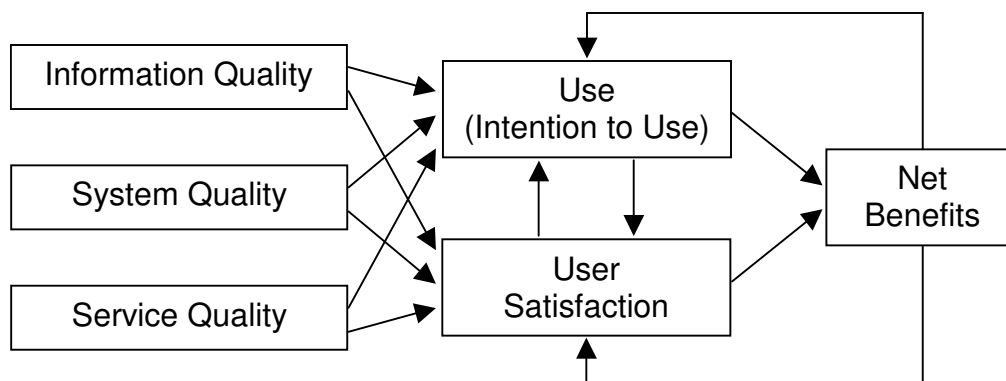 Information Quality
System Quality
Service Quality
Use
(Intention to Use)
User
Satisfaction
Net
Benefits